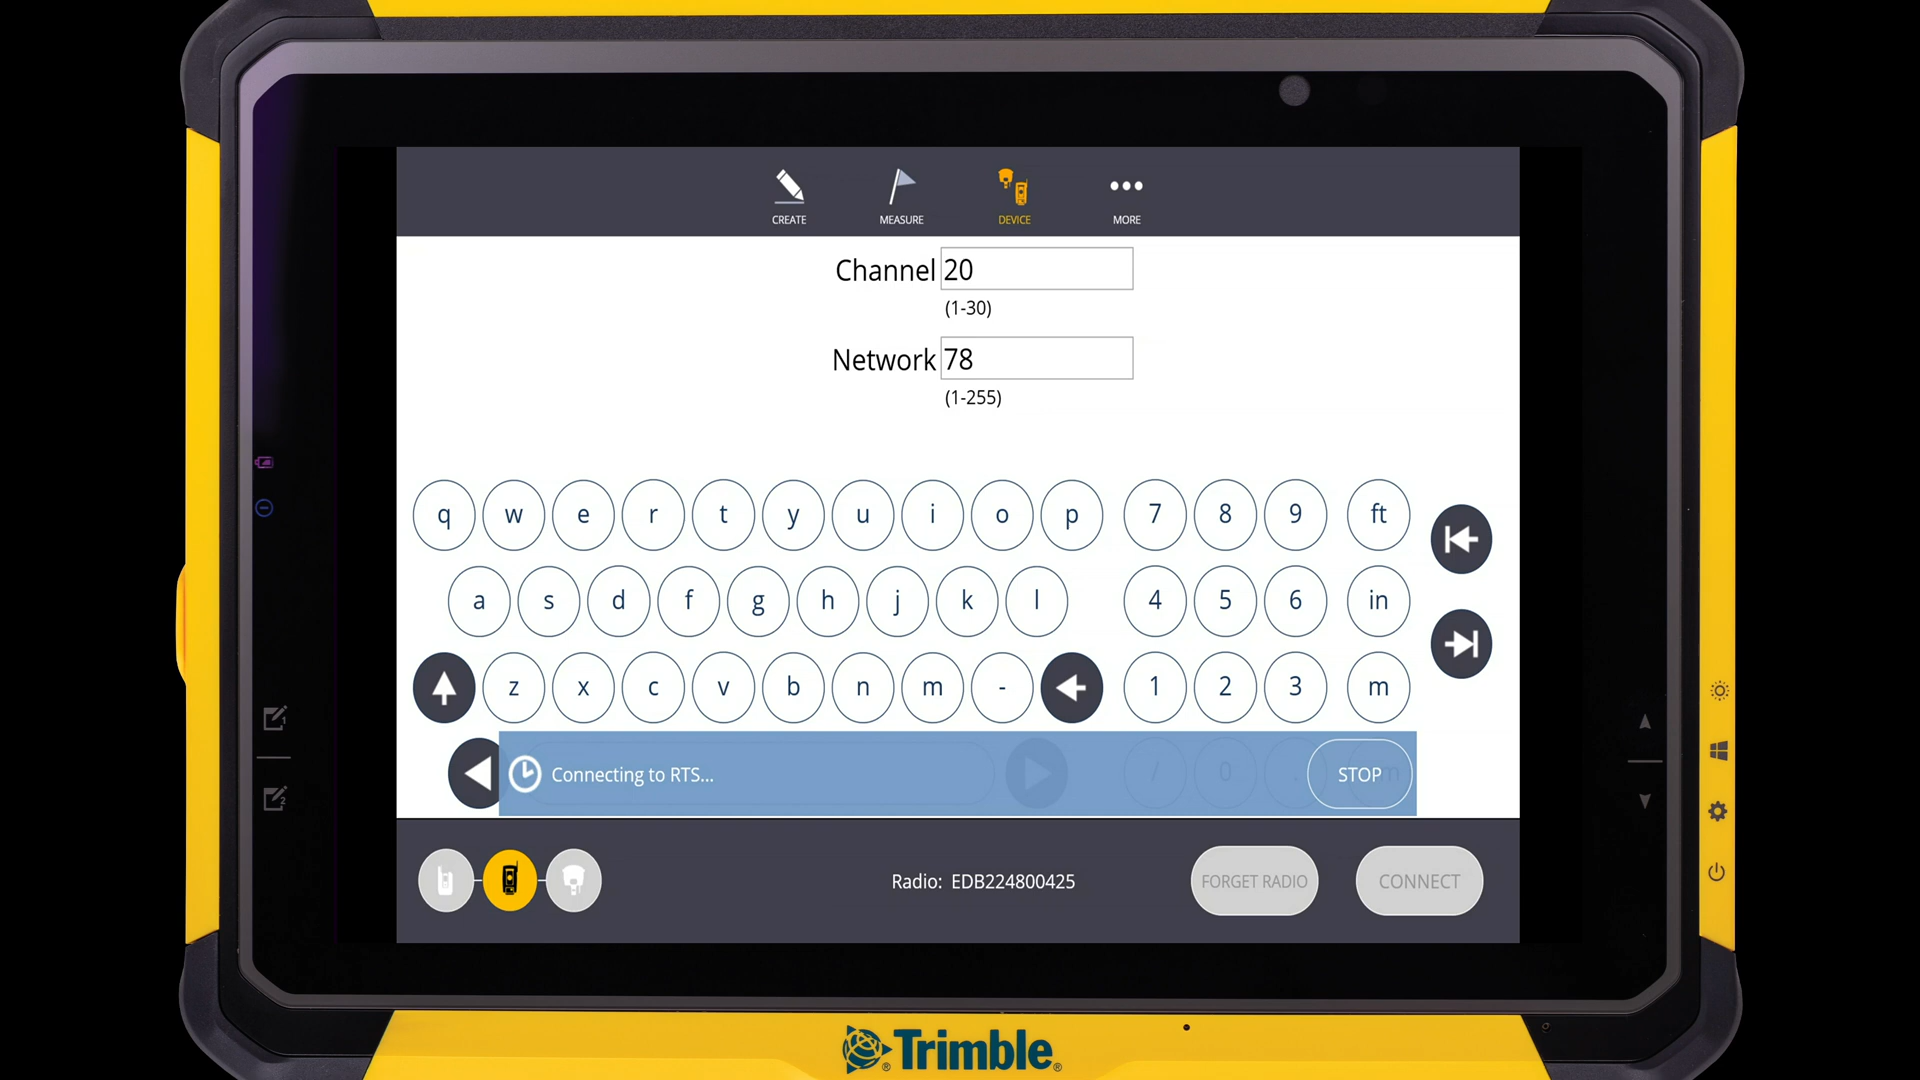 CREATE MEASURE DEVICE MORE
Channel 20
(1-30)
Network 78
(1-255)
q w e r t y u i o p 7 8 9 ft
a s d f g h j k l 4 5 6 in
z x c v b n m - 1 2 3 m
Connecting to RTS... / 0 . STOP
Radio: EDB224800425 FORGET RADIO CONNECT
Trimble